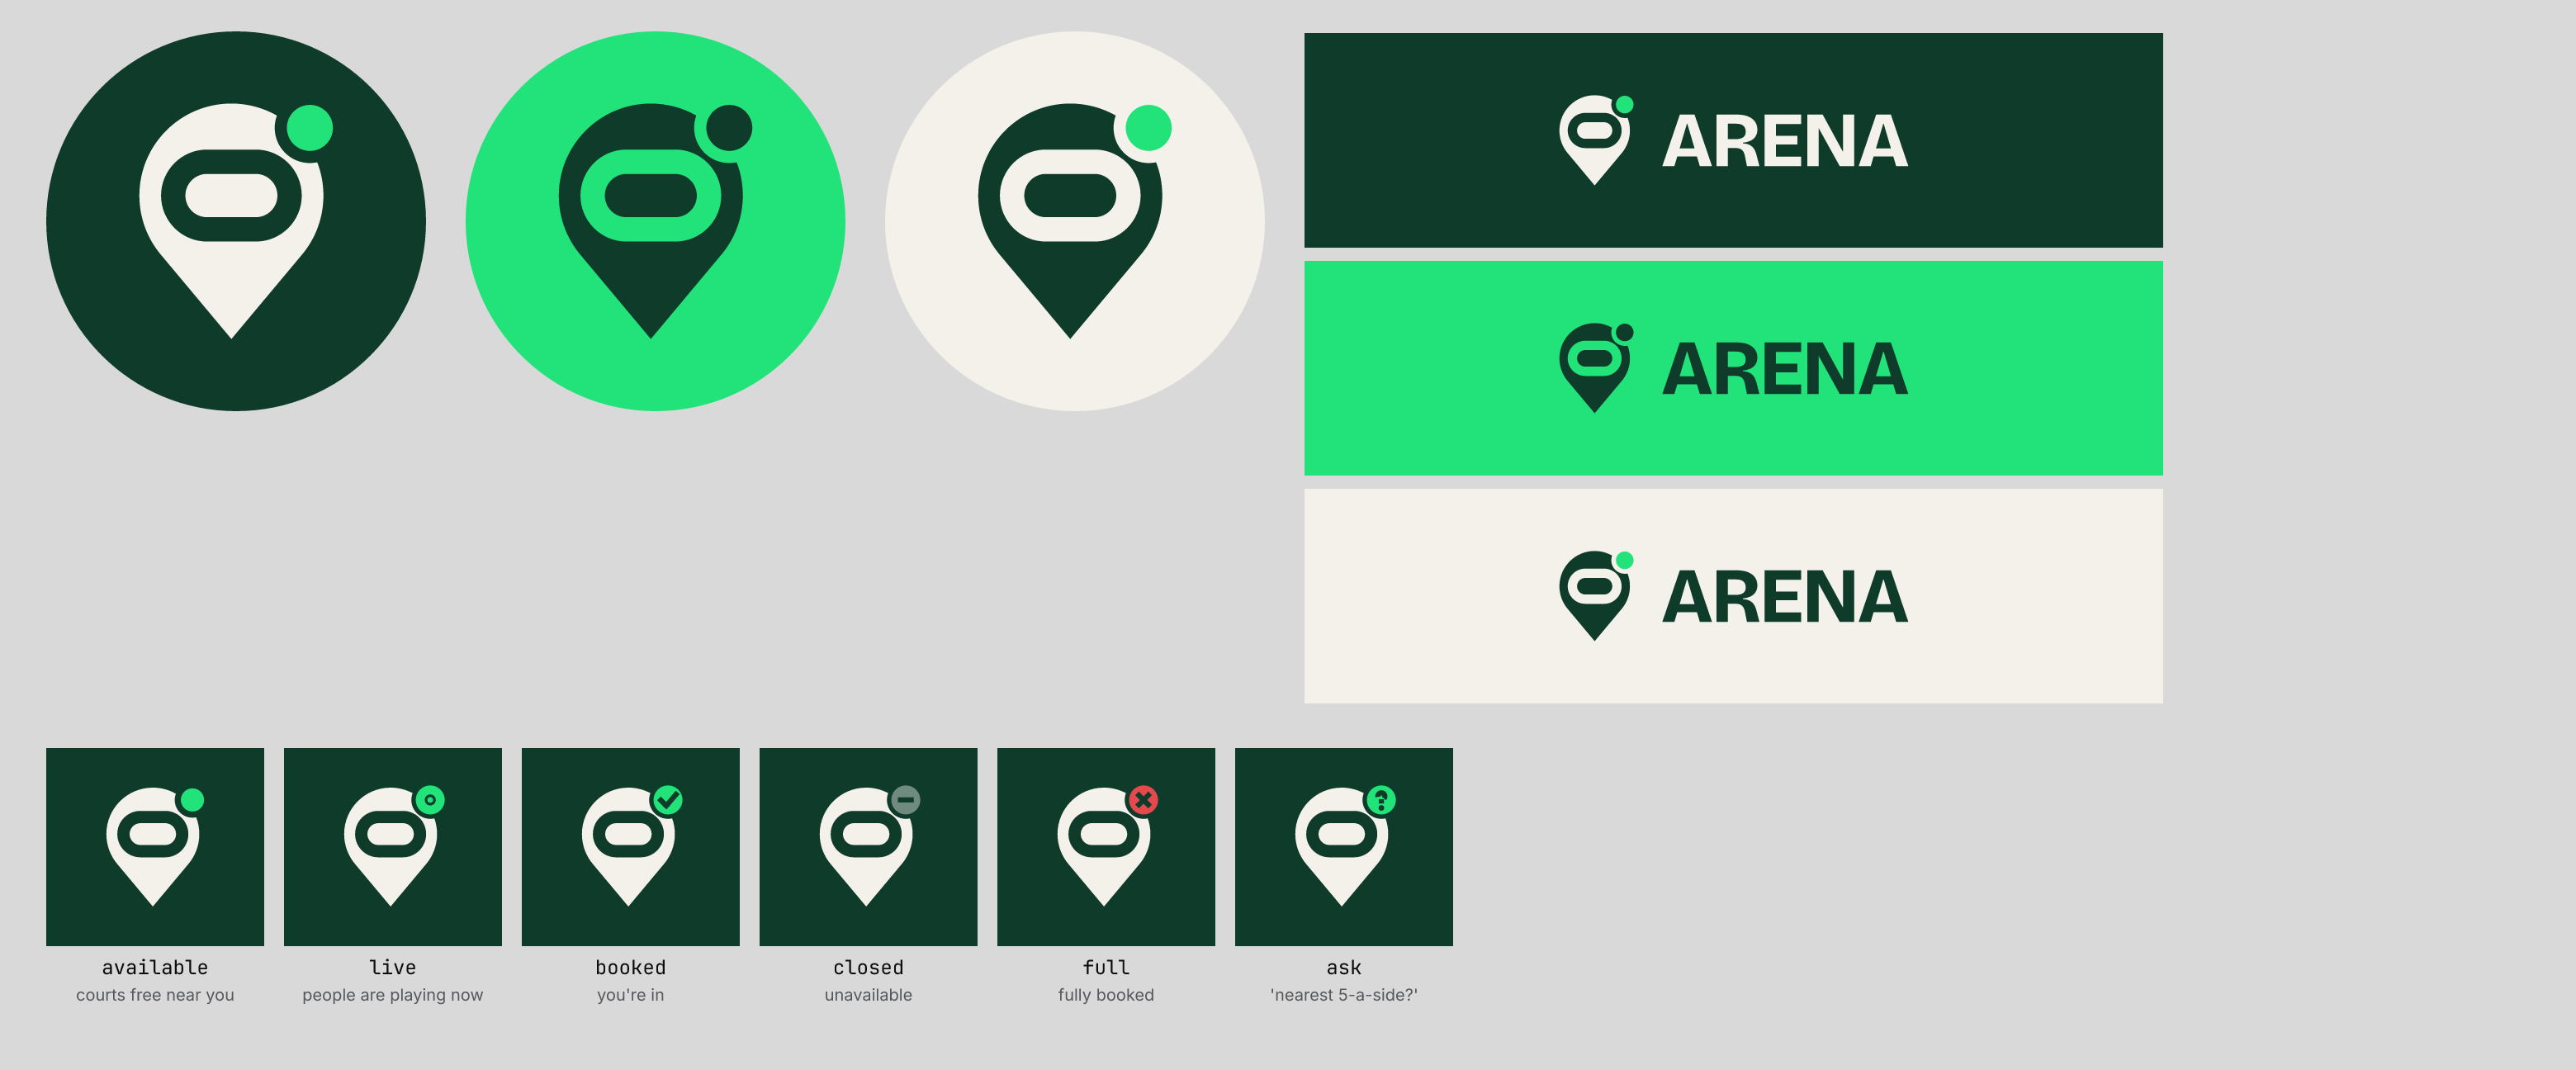 ARENA
ARENA
ARENA
available
courts free near you
live
people are playing now
booked
you're in
closed
unavailable
full
fully booked
ask
'nearest 5-a-side?'